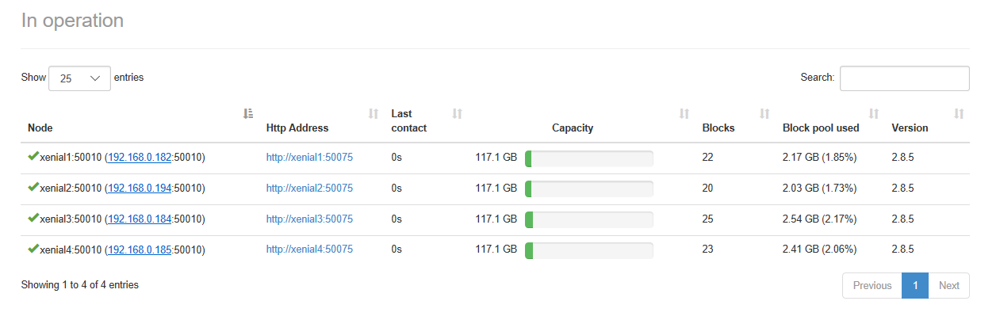 In operation
Show 25 entries
Search:
Node Http Address Last contact Capacity Blocks Block pool used Version
xenial1:50010 (192.168.0.182:50010) http://xenial1:50075 0s 117.1 GB 22 2.17 GB (1.85%) 2.8.5
xenial2:50010 (192.168.0.194:50010) http://xenial2:50075 0s 117.1 GB 20 2.03 GB (1.73%) 2.8.5
xenial3:50010 (192.168.0.184:50010) http://xenial3:50075 0s 117.1 GB 25 2.54 GB (2.17%) 2.8.5
xenial4:50010 (192.168.0.185:50010) http://xenial4:50075 0s 117.1 GB 23 2.41 GB (2.06%) 2.8.5
Showing 1 to 4 of 4 entries
Previous 1 Next